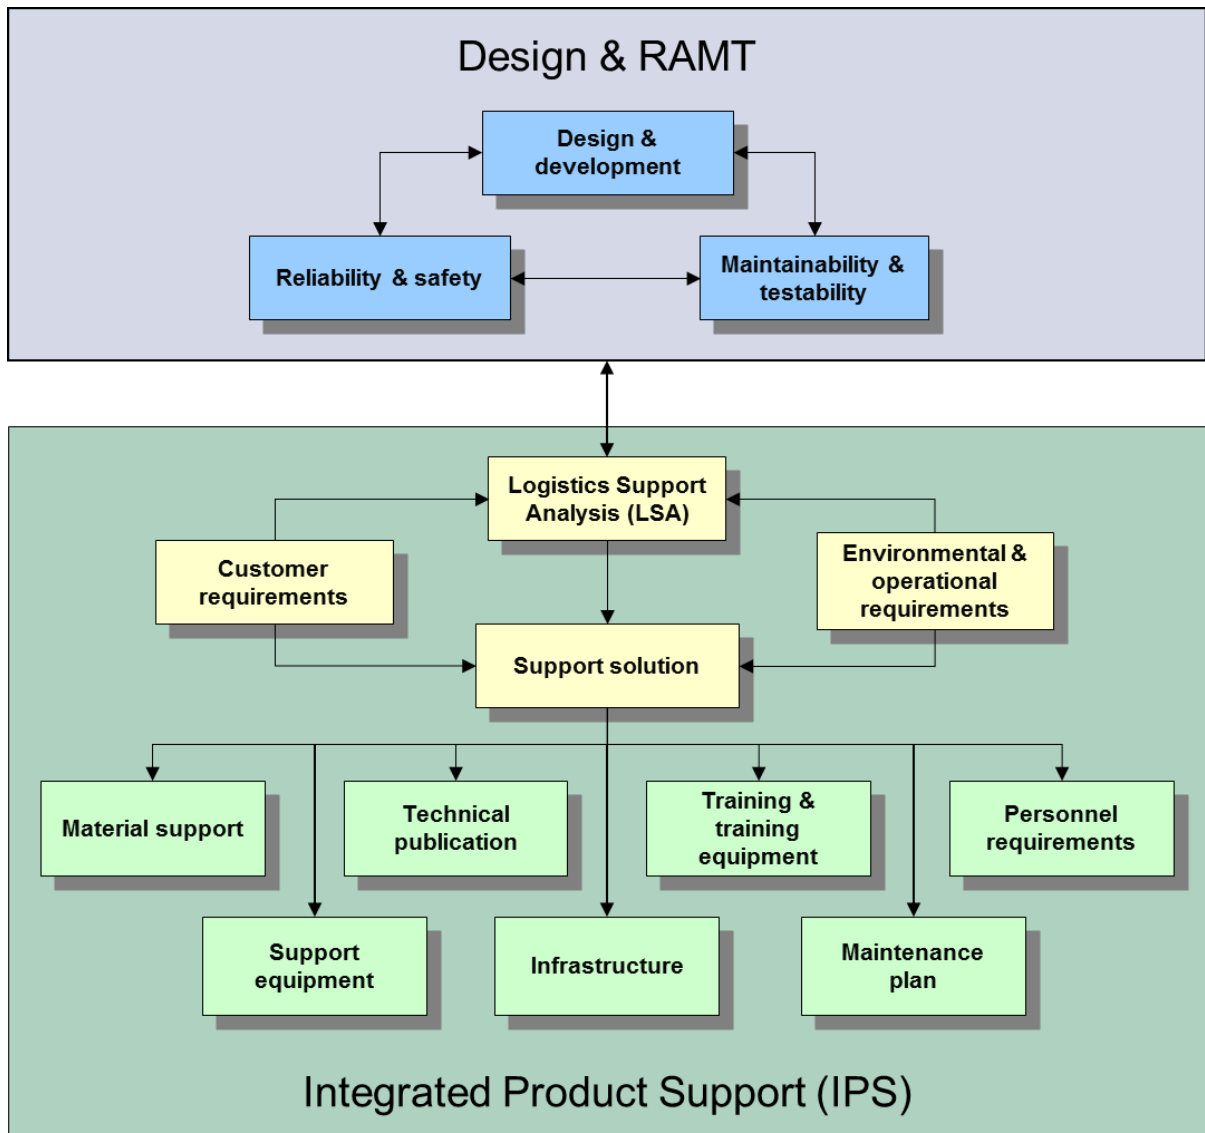 Design & RAMT
Design &
development
Reliability & safety
Maintainability &
testability
Logistics Support
Analysis (LSA)
Customer
requirements
Environmental &
operational
requirements
Support solution
Material support
Technical
publication
Training &
training
equipment
Personnel
requirements
Support
equipment
Infrastructure
Maintenance
plan
Integrated Product Support (IPS)